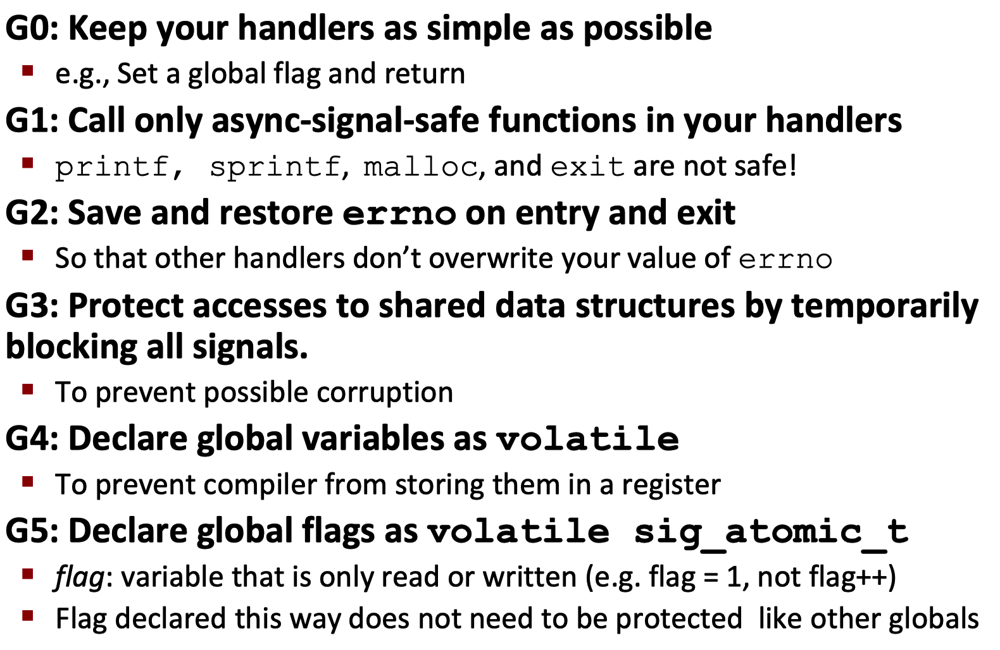 G0: Keep your handlers as simple as possible
▪ e.g., Set a global flag and return
G1: Call only async-signal-safe functions in your handlers
▪ printf, sprintf, malloc, and exit are not safe!
G2: Save and restore errno on entry and exit
▪ So that other handlers don’t overwrite your value of errno
G3: Protect accesses to shared data structures by temporarily
blocking all signals.
▪ To prevent possible corruption
G4: Declare global variables as volatile
▪ To prevent compiler from storing them in a register
G5: Declare global flags as volatile sig_atomic_t
▪ flag: variable that is only read or written (e.g. flag = 1, not flag++)
▪ Flag declared this way does not need to be protected like other globals